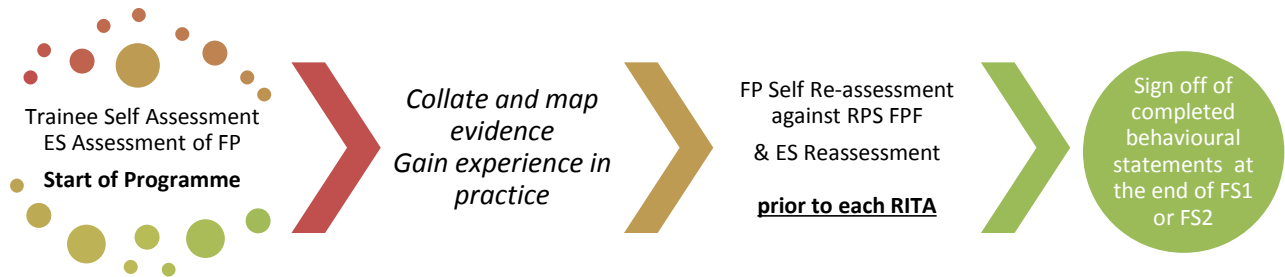 Trainee Self Assessment
ES Assessment of FP
Start of Programme
Collate and map
evidence
Gain experience in
practice
FP Self Re-assessment
against RPS FPF
& ES Reassessment
prior to each RITA
Sign off of
completed
behavioural
statements at
the end of FS1
or FS2